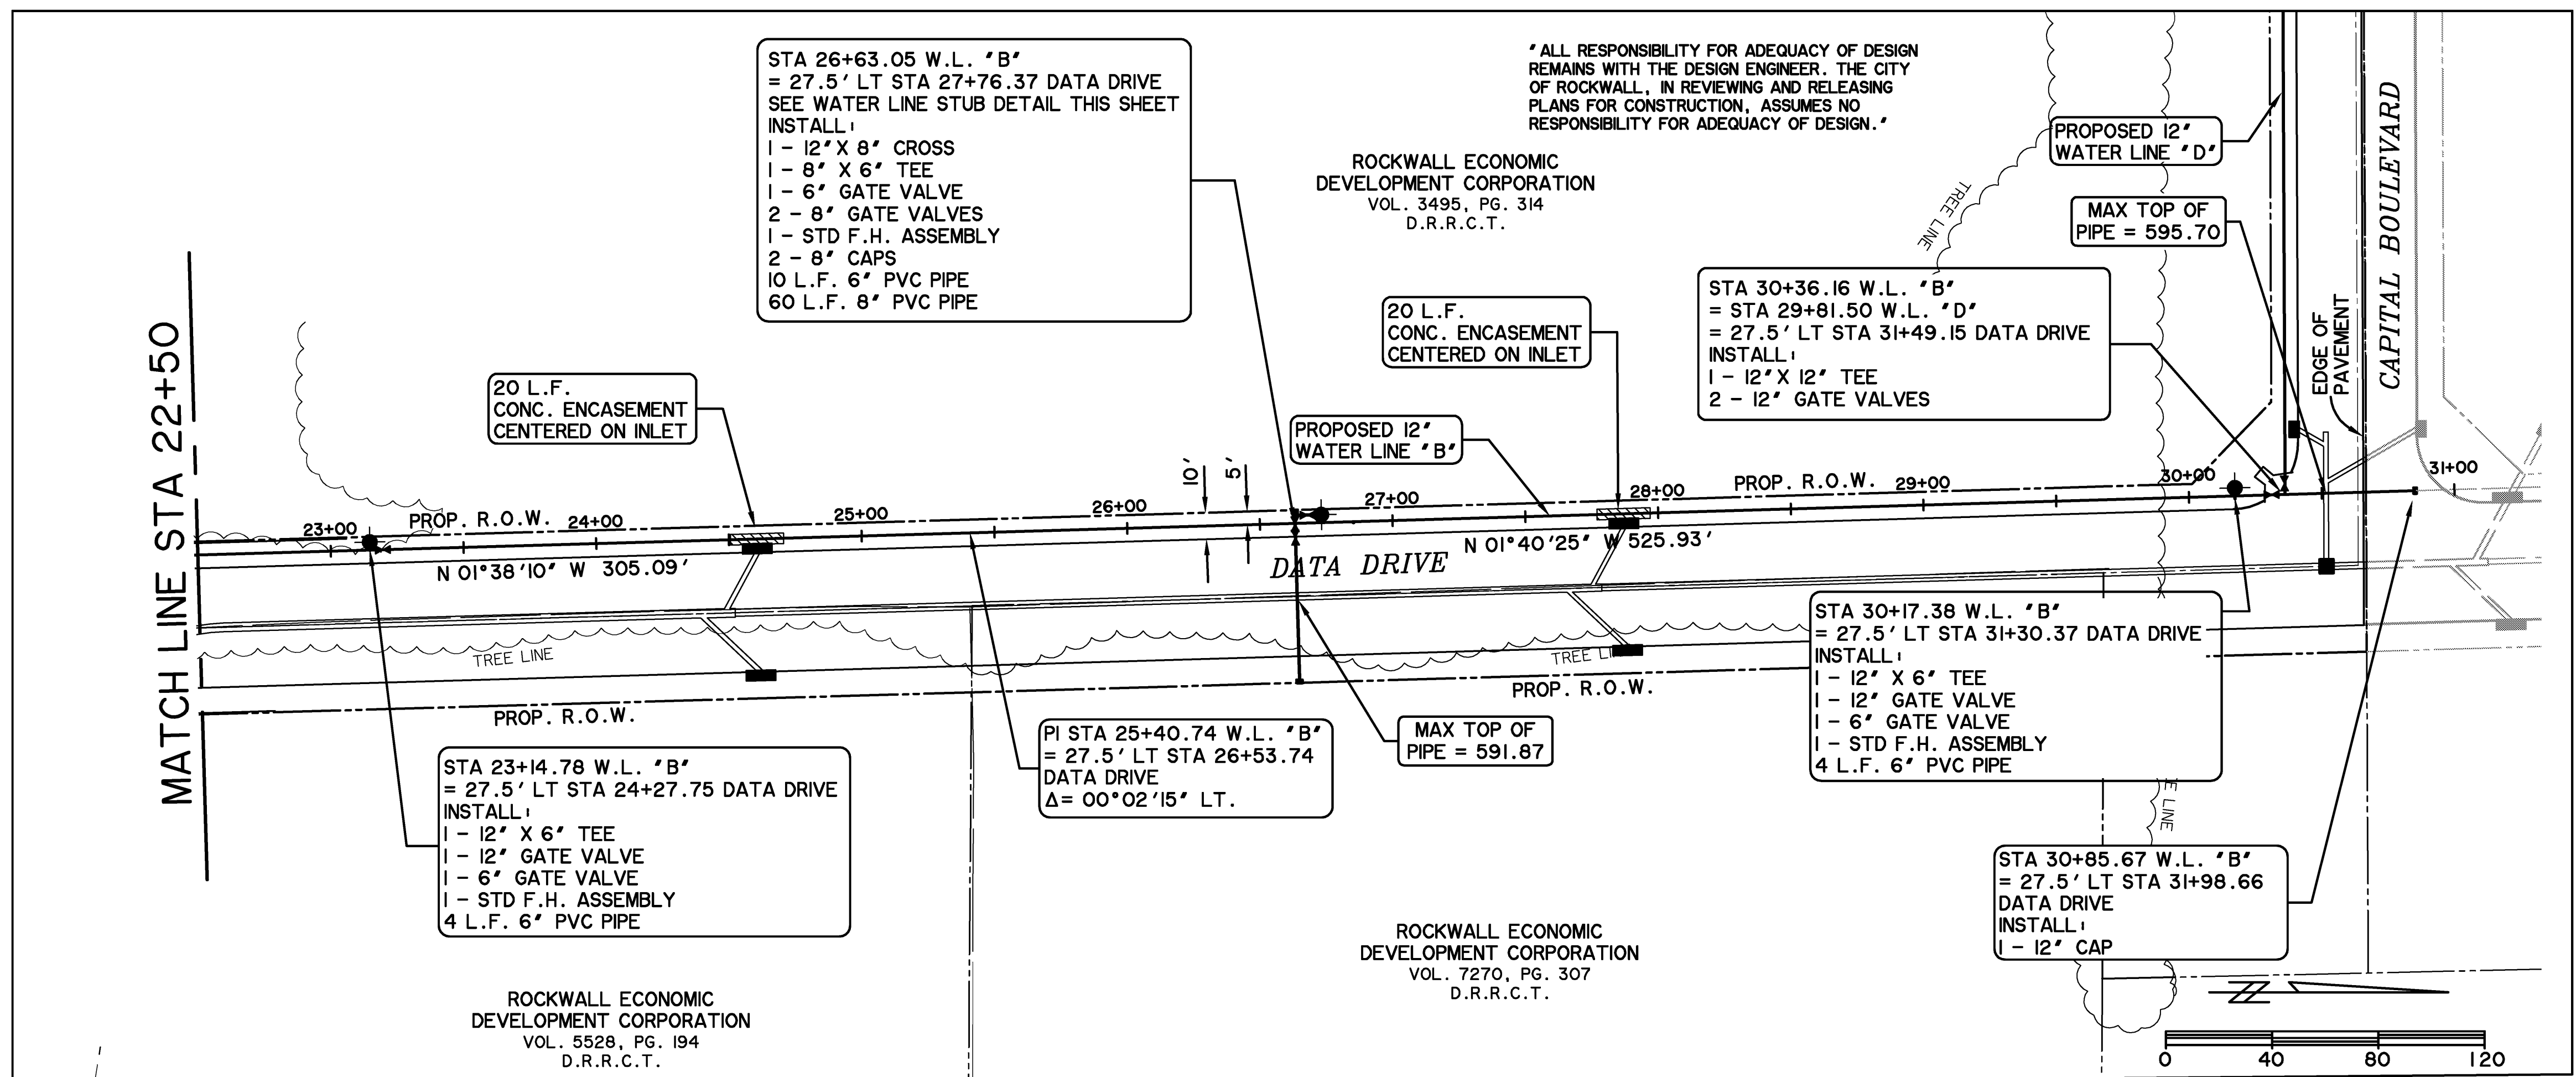 STA 26+63.05 W.L. "B"
= 27.5' LT STA 27+76.37 DATA DRIVE
SEE WATER LINE STUB DETAIL THIS SHEET
INSTALL:
1 - 12"X 8" CROSS
1 - 8" X 6" TEE
1 - 6" GATE VALVE
2 - 8" GATE VALVES
1 - STD F.H. ASSEMBLY
2 - 8" CAPS
10 L.F. 6" PVC PIPE
60 L.F. 8" PVC PIPE
"ALL RESPONSIBILITY FOR ADEQUACY OF DESIGN
REMAINS WITH THE DESIGN ENGINEER. THE CITY
OF ROCKWALL, IN REVIEWING AND RELEASING
PLANS FOR CONSTRUCTION, ASSUMES NO
RESPONSIBILITY FOR ADEQUACY OF DESIGN."
ROCKWALL ECONOMIC
DEVELOPMENT CORPORATION
VOL. 3495, PG. 314
D.R.R.C.T.
PROPOSED 12"
WATER LINE "D"
TREE LINE
MAX TOP OF
PIPE = 595.70
CAPITAL BOULEVARD
EDGE OF
PAVEMENT
STA 30+36.16 W.L. "B"
= STA 29+81.50 W.L. "D"
= 27.5' LT STA 31+49.15 DATA DRIVE
INSTALL:
1 - 12"X 12" TEE
2 - 12" GATE VALVES
20 L.F.
CONC. ENCASEMENT
CENTERED ON INLET
20 L.F.
CONC. ENCASEMENT
CENTERED ON INLET
PROPOSED 12"
WATER LINE "B"
MATCH LINE STA 22+50
10'
5'
23+00
PROP. R.O.W.
24+00
25+00
26+00
27+00
28+00
PROP. R.O.W.
29+00
30+00
31+00
N 01°38'10" W 305.09'
DATA DRIVE
N 01°40'25" W 525.93'
TREE LINE
TREE LI
PROP. R.O.W.
PROP. R.O.W.
STA 23+14.78 W.L. "B"
= 27.5' LT STA 24+27.75 DATA DRIVE
INSTALL:
1 - 12" X 6" TEE
1 - 12" GATE VALVE
1 - 6" GATE VALVE
1 - STD F.H. ASSEMBLY
4 L.F. 6" PVC PIPE
PI STA 25+40.74 W.L. "B"
= 27.5' LT STA 26+53.74
DATA DRIVE
Δ= 00°02'15" LT.
MAX TOP OF
PIPE = 591.87
STA 30+17.38 W.L. "B"
= 27.5' LT STA 31+30.37 DATA DRIVE
INSTALL:
1 - 12" X 6" TEE
1 - 12" GATE VALVE
1 - 6" GATE VALVE
1 - STD F.H. ASSEMBLY
4 L.F. 6" PVC PIPE
E LINE
STA 30+85.67 W.L. "B"
= 27.5' LT STA 31+98.66
DATA DRIVE
INSTALL:
1 - 12" CAP
ROCKWALL ECONOMIC
DEVELOPMENT CORPORATION
VOL. 5528, PG. 194
D.R.R.C.T.
ROCKWALL ECONOMIC
DEVELOPMENT CORPORATION
VOL. 7270, PG. 307
D.R.R.C.T.
N
0 40 80 120